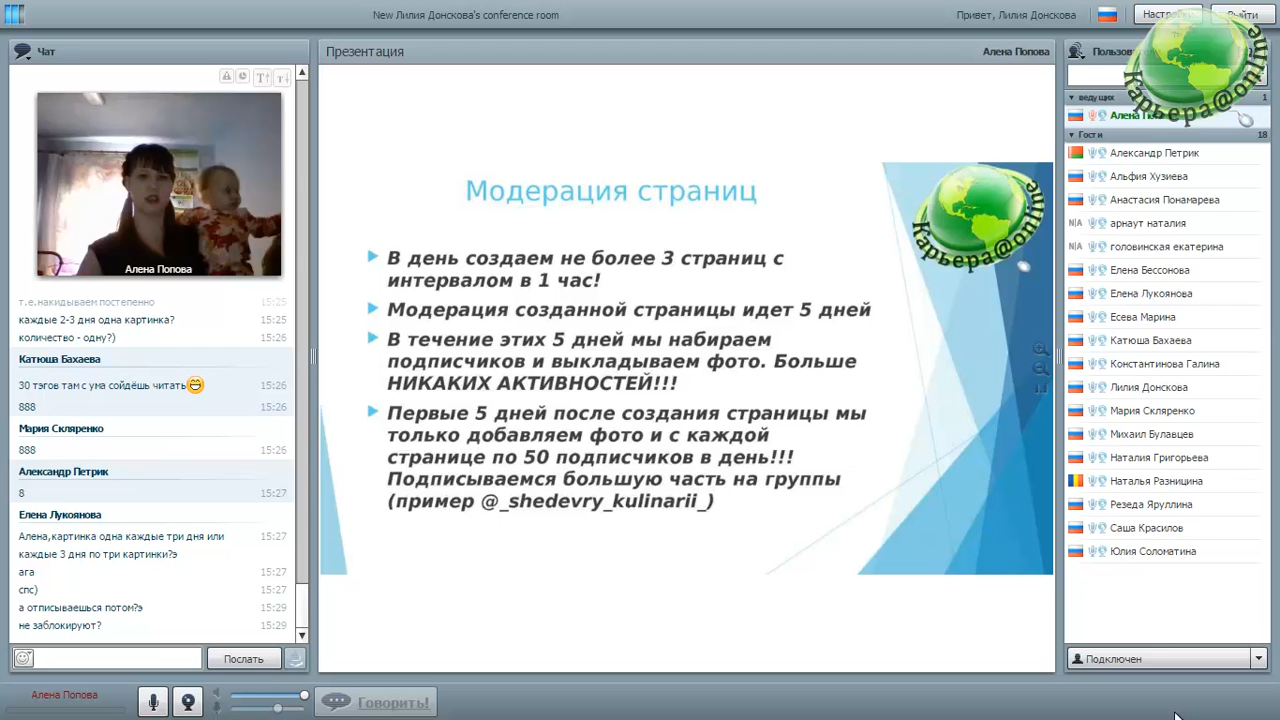 New Лилия Донскова's conference room
Привет, Лилия Донскова
Выйти
Чат
Презентация
Алена Попова
ведущих 1
Гости 18
Карьера@online
Александр Петрик
Альфия Хузиева
Анастасия Понамарева
N/A арнаут наталия
N/A головинская екатерина
Елена Бессонова
Елена Лукоянова
Есева Марина
Катюша Бахаева
Константинова Галина
Лилия Донскова
Мария Скляренко
Михаил Булавцев
Наталия Григорьева
Наталья Разницина
Резеда Яруллина
Саша Красилов
Юлия Соломатина
Подключен
Алена Попова
т.е.накидываем постепенно 15:25
каждые 2-3 дня одна картинка? 15:25
количество - одну?) 15:26
Катюша Бахаева
30 тэгов там с ума сойдёшь читать 15:26
888 15:26
Мария Скляренко
888 15:26
Александр Петрик
8 15:27
Елена Лукоянова
Алена,картинка одна каждые три дня или 15:27
каждые 3 дня по три картинки?э
ага 15:27
спс) 15:27
а отписываешься потом?э 15:29
не заблокируют? 15:29
Послать
Модерация страниц
Карьера@online
В день создаем не более 3 страниц с
интервалом в 1 час!
Модерация созданной страницы идет 5 дней
В течение этих 5 дней мы набираем
подписчиков и выкладываем фото. Больше
НИКАКИХ АКТИВНОСТЕЙ!!!
Первые 5 дней после создания страницы мы
только добавляем фото и с каждой
странице по 50 подписчиков в день!!!
Подписываемся большую часть на группы
(пример @_shedevry_kulinarii_)
Алена Попова
Говорить!